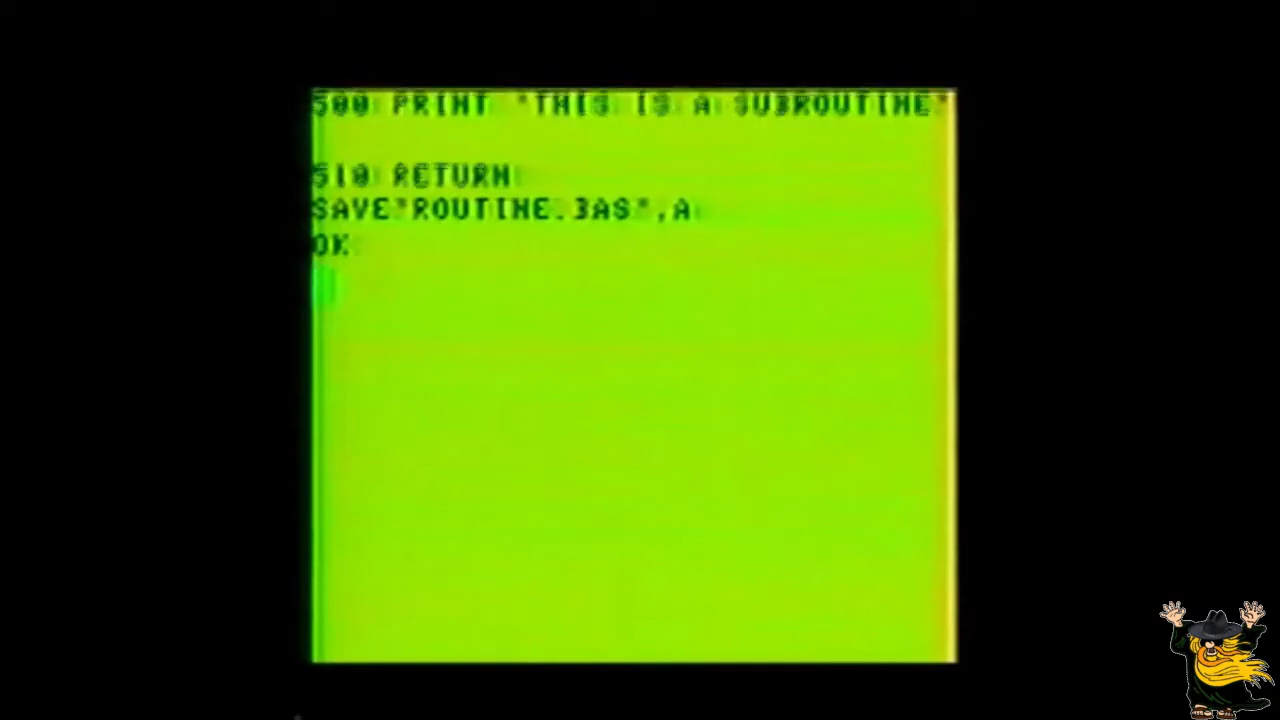 500 PRINT "THIS IS A SUBROUTINE"
510 RETURN
SAVE"ROUTINE.BAS",A
OK